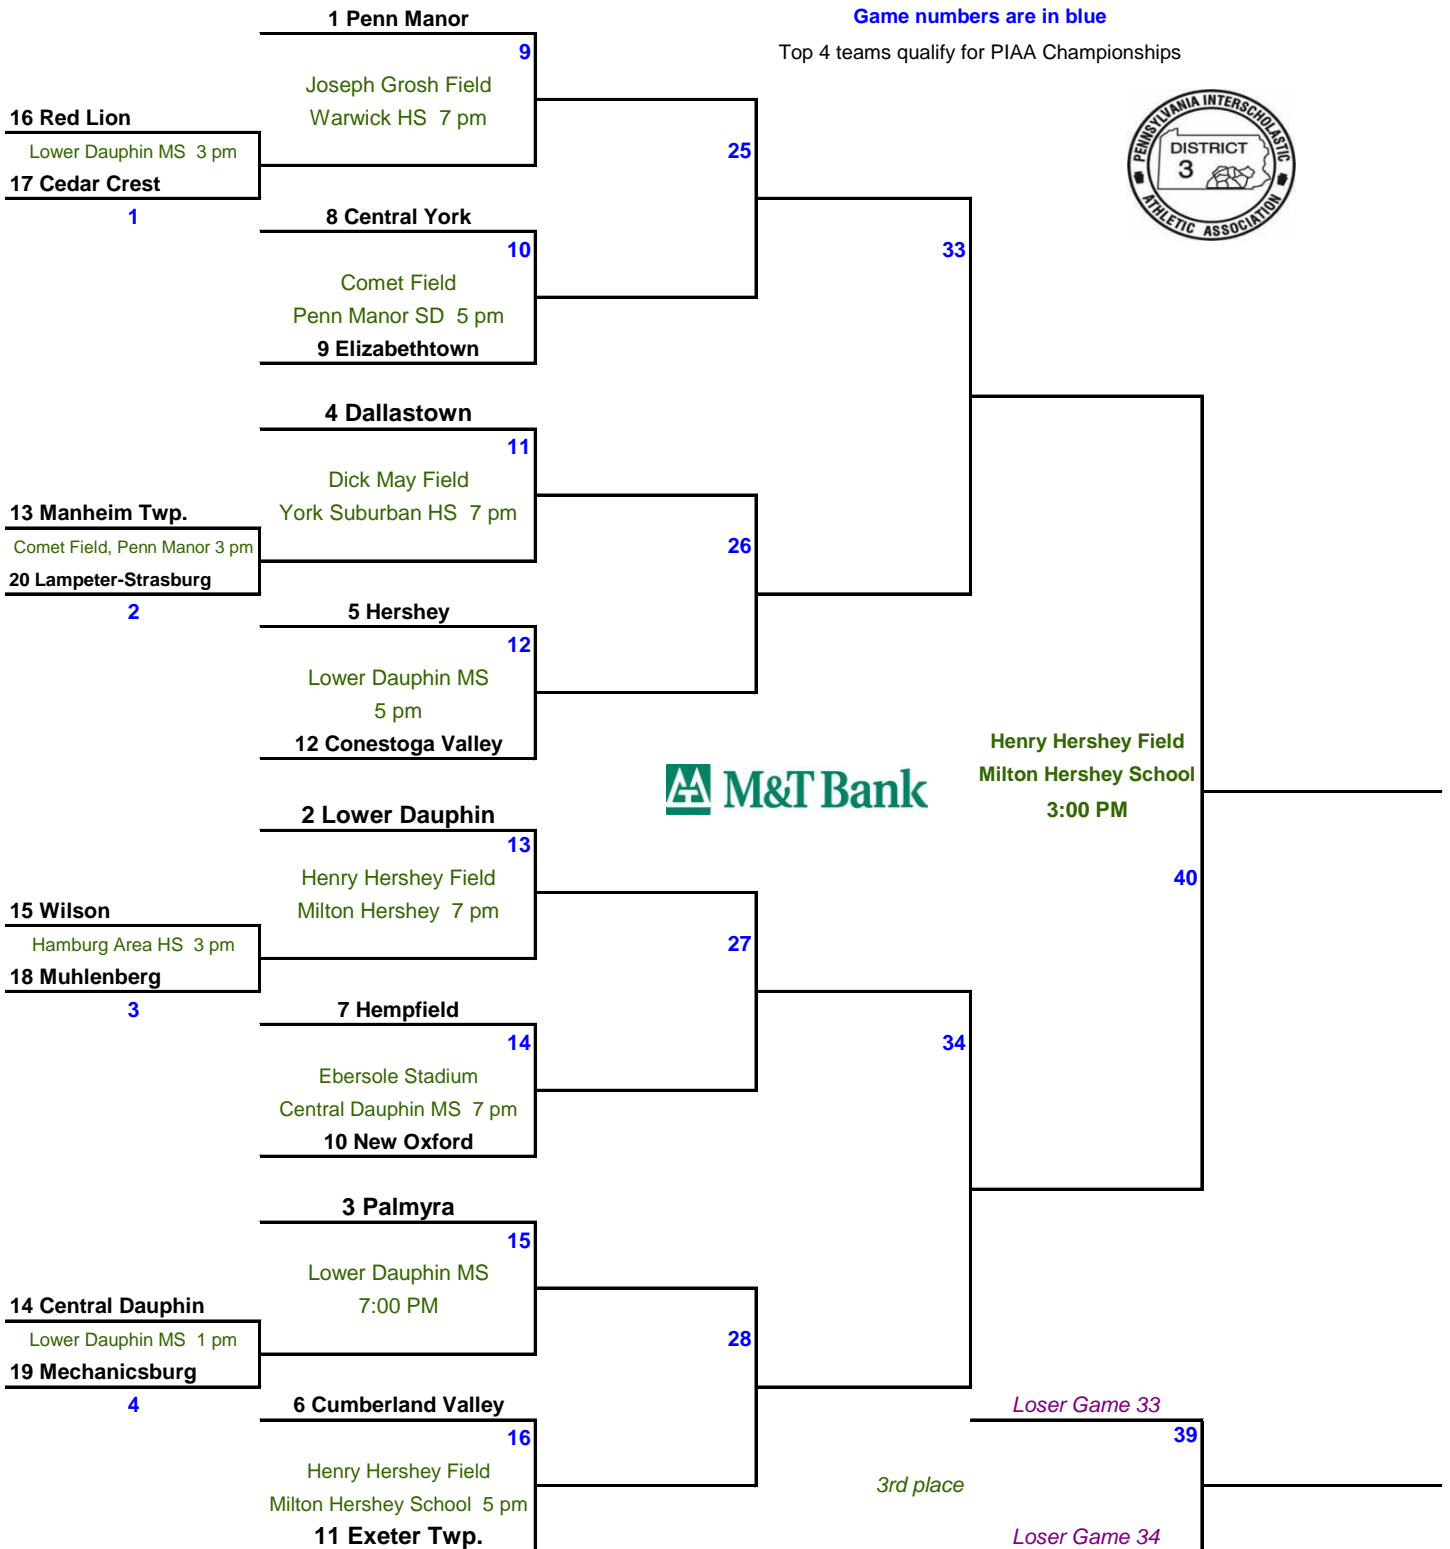 1 Penn Manor
Game numbers are in blue
9
Top 4 teams qualify for PIAA Championships
Joseph Grosh Field
Warwick HS 7 pm
PENNSYLVANIA INTERSCHOLASTIC
DISTRICT
3
ATHLETIC ASSOCIATION
16 Red Lion
Lower Dauphin MS 3 pm
17 Cedar Crest
1
25
8 Central York
10
33
Comet Field
Penn Manor SD 5 pm
9 Elizabethtown
4 Dallastown
11
Dick May Field
York Suburban HS 7 pm
13 Manheim Twp.
Comet Field, Penn Manor 3 pm
20 Lampeter-Strasburg
2
26
5 Hershey
12
Lower Dauphin MS
5 pm
12 Conestoga Valley
Henry Hershey Field
Milton Hershey School
3:00 PM
M&T Bank
2 Lower Dauphin
13
Henry Hershey Field
Milton Hershey 7 pm
40
15 Wilson
Hamburg Area HS 3 pm
18 Muhlenberg
3
27
7 Hempfield
14
34
Ebersole Stadium
Central Dauphin MS 7 pm
10 New Oxford
3 Palmyra
15
Lower Dauphin MS
7:00 PM
14 Central Dauphin
Lower Dauphin MS 1 pm
19 Mechanicsburg
4
28
6 Cumberland Valley
Loser Game 33
16
39
Henry Hershey Field
Milton Hershey School 5 pm
3rd place
11 Exeter Twp.
Loser Game 34